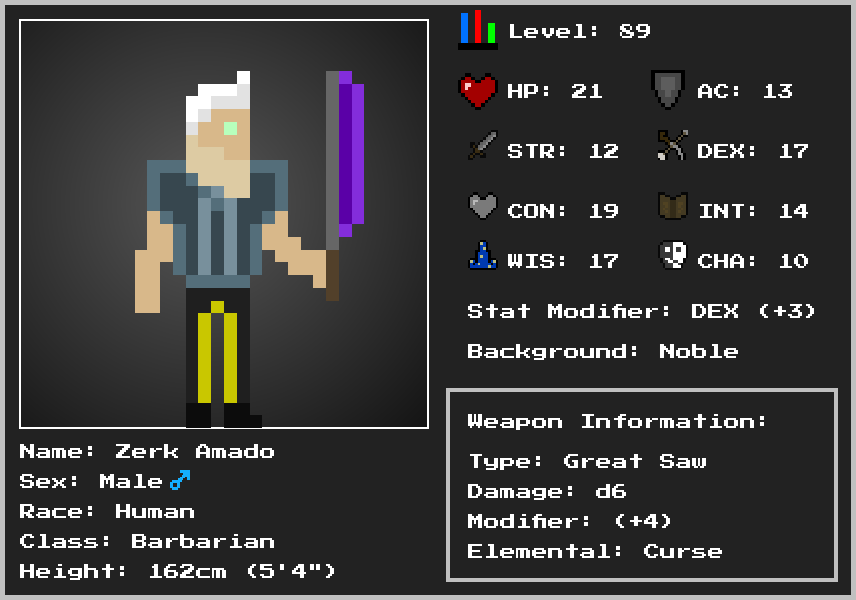 Level: 89
HP: 21 AC: 13
STR: 12 DEX: 17
CON: 19 INT: 14
WIS: 17 CHA: 10
Stat Modifier: DEX (+3)
Background: Noble
Weapon Information:
Type: Great Saw
Damage: d6
Modifier: (+4)
Elemental: Curse
Name: Zerk Amado
Sex: Male ♂
Race: Human
Class: Barbarian
Height: 162cm (5'4")